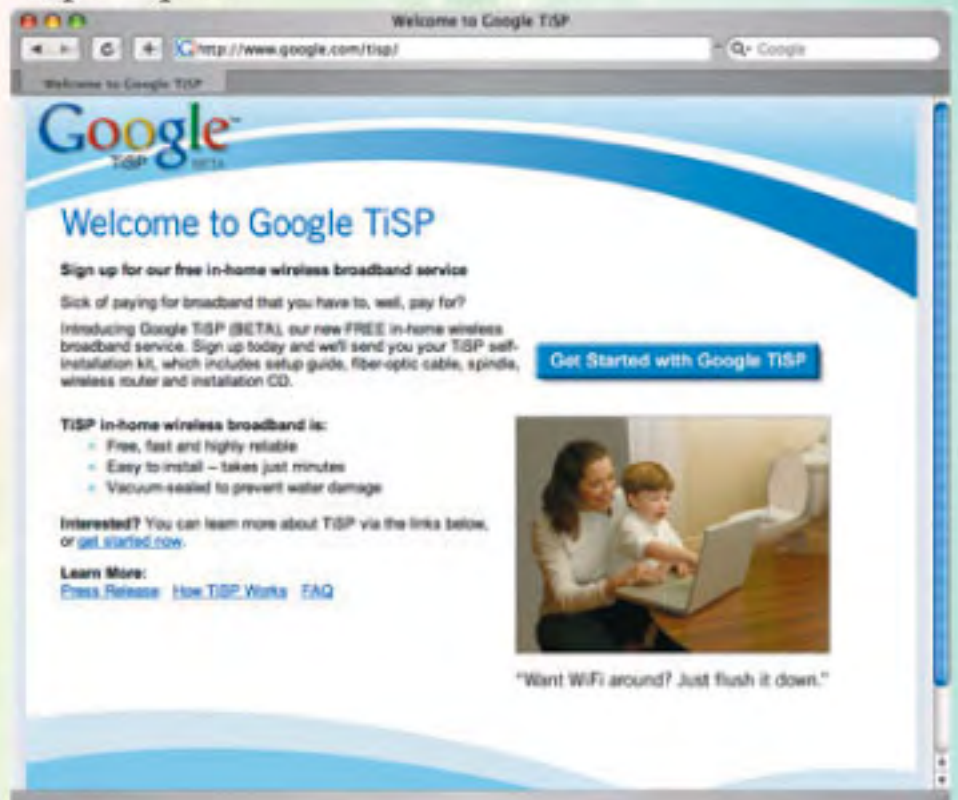 Welcome to Google TiSP
http://www.google.com/tisp/
Google
Welcome to Google TiSP
Google™
TiSP BETA
Welcome to Google TiSP
Sign up for our free in-home wireless broadband service
Sick of paying for broadband that you have to, well, pay for?
Introducing Google TiSP (BETA), our new FREE in-home wireless
broadband service. Sign up today and we'll send you your TiSP self-
installation kit, which includes setup guide, fiber-optic cable, spindle,
wireless router and installation CD.
Get Started with Google TiSP
TiSP in-home wireless broadband is:
Free, fast and highly reliable
Easy to install – takes just minutes
Vacuum-sealed to prevent water damage
Interested? You can learn more about TiSP via the links below,
or get started now.
Learn More:
Press Release How TiSP Works FAQ
"Want WiFi around? Just flush it down."